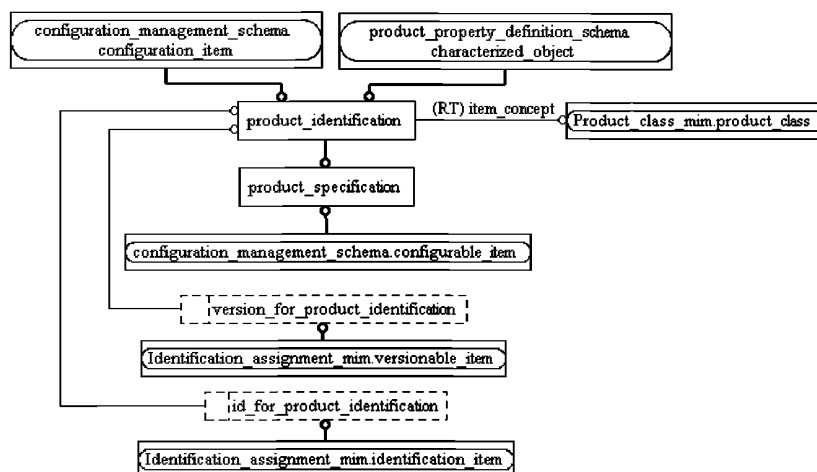 configuration_management_schema
configuration_item
product_property_definition_schema
characterized_object
(RT) item_concept
product_identification
Product_class_mim.product_class
product_specification
configuration_management_schema.configurable_item
version_for_product_identification
Identification_assignment_mim.versionable_item
id_for_product_identification
Identification_assignment_mim.identification_item